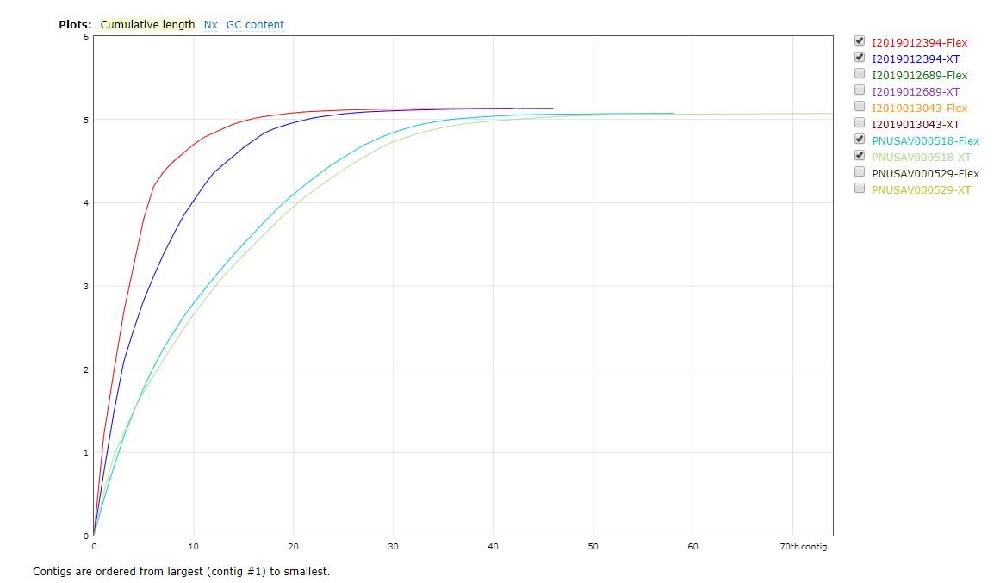 Plots: Cumulative length Nx GC content
6
5
4
3
2
1
0
0 10 20 30 40 50 60 70th contig
I2019012394-Flex
I2019012394-XT
I2019012689-Flex
I2019012689-XT
I2019013043-Flex
I2019013043-XT
PNUSAV000518-Flex
PNUSAV000518-XT
PNUSAV000529-Flex
PNUSAV000529-XT
Contigs are ordered from largest (contig #1) to smallest.